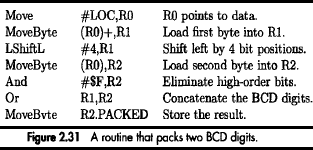 Move #LOC,R0 R0 points to data.
MoveByte (R0)+,R1 Load first byte into R1.
LShiftL #4,R1 Shift left by 4 bit positions.
MoveByte (R0),R2 Load second byte into R2.
And #$F,R2 Eliminate high-order bits.
Or R1,R2 Concatenate the BCD digits.
MoveByte R2.PACKED Store the result.
Figure 2.31 A routine that packs two BCD digits.